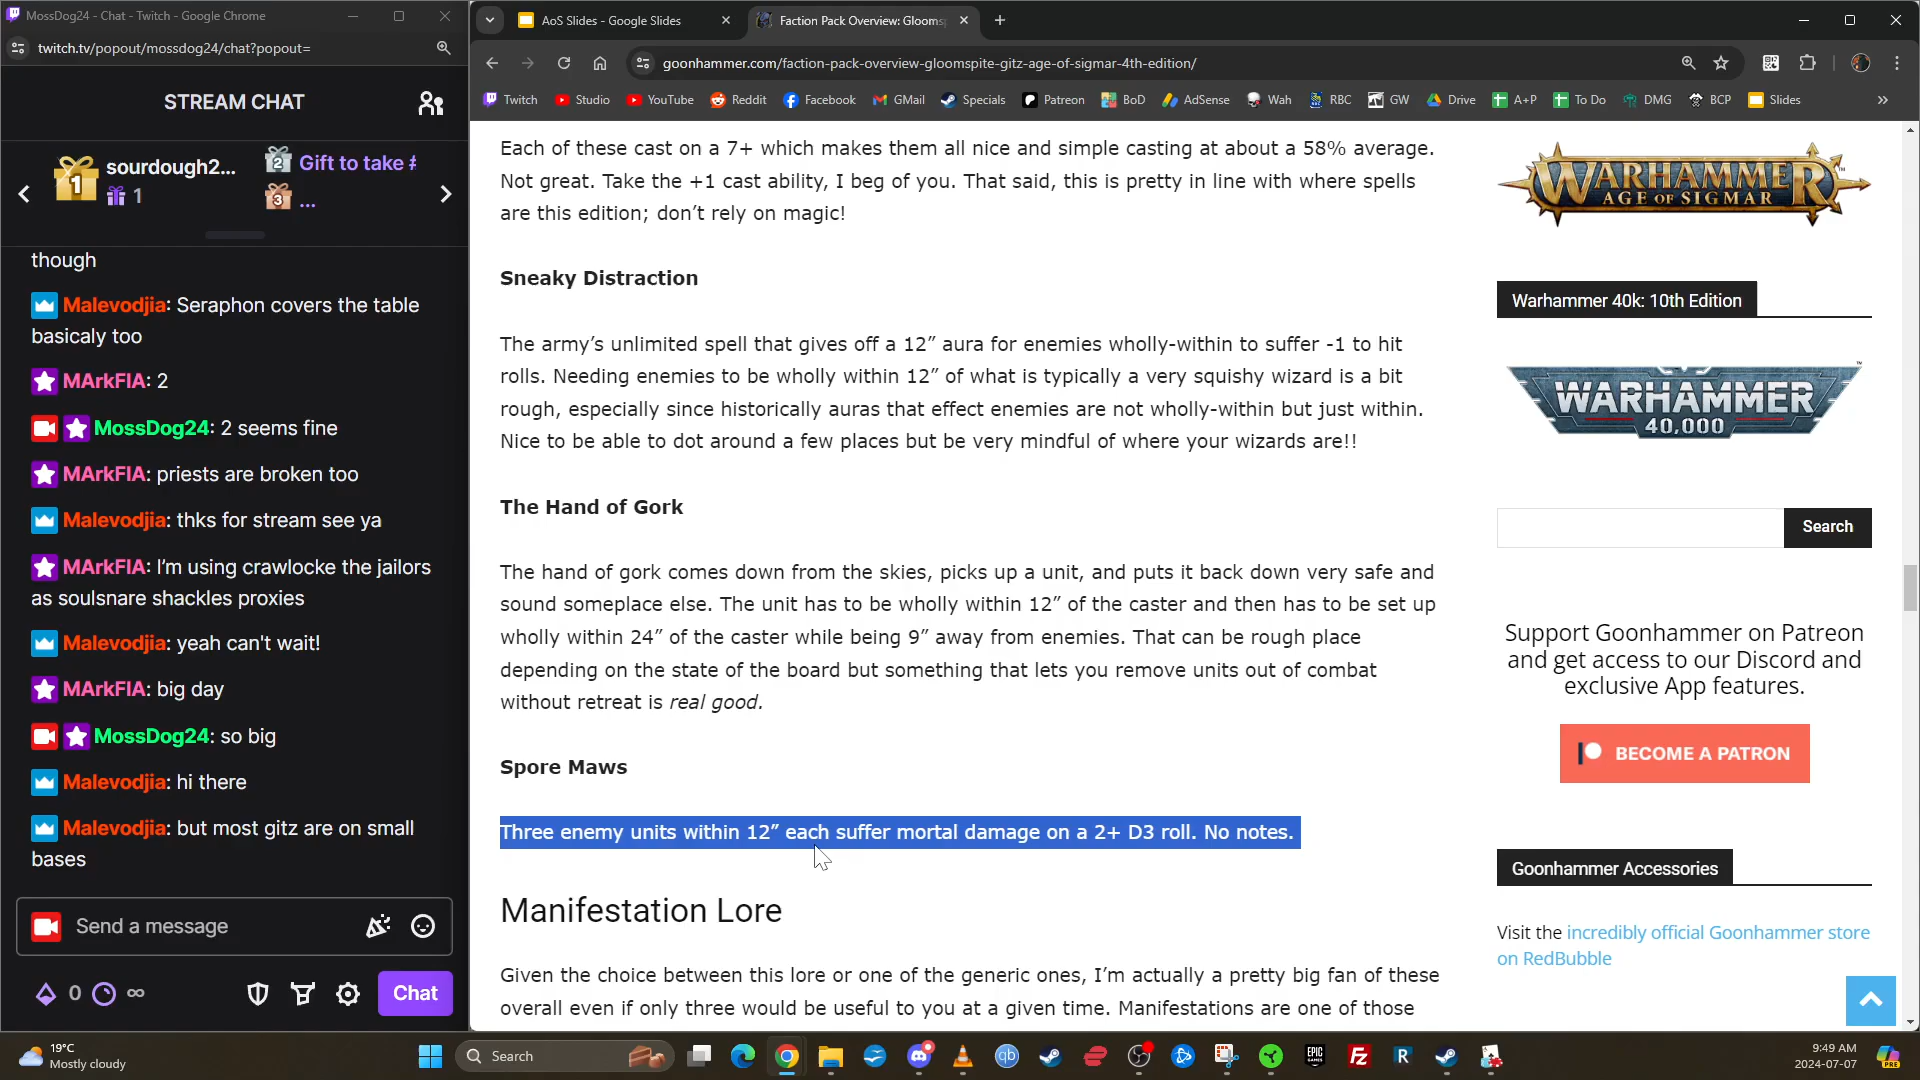 MossDog24 - Chat - Twitch - Google Chrome
twitch.tv/popout/mossdog24/chat?popout=
STREAM CHAT
1
sourdough2...
1
2
Gift to take #
3
...
though
Malevodjia: Seraphon covers the table
basicaly too
MArkFIA: 2
MossDog24: 2 seems fine
MArkFIA: priests are broken too
Malevodjia: thks for stream see ya
MArkFIA: I'm using crawlocke the jailors
as soulsnare shackles proxies
Malevodjia: yeah can't wait!
MArkFIA: big day
MossDog24: so big
Malevodjia: hi there
Malevodjia: but most gitz are on small
bases
Send a message
0
∞
Chat
AoS Slides - Google Slides
Faction Pack Overview: Glooms
goonhammer.com/faction-pack-overview-gloomspite-gitz-age-of-sigmar-4th-edition/
Twitch
Studio
YouTube
Reddit
Facebook
GMail
Specials
Patreon
BoD
AdSense
Wah
RBC
GW
Drive
A+P
To Do
DMG
BCP
Slides
»
Each of these cast on a 7+ which makes them all nice and simple casting at about a 58% average.
Not great. Take the +1 cast ability, I beg of you. That said, this is pretty in line with where spells
are this edition; don’t rely on magic!
Sneaky Distraction
The army’s unlimited spell that gives off a 12” aura for enemies wholly-within to suffer -1 to hit
rolls. Needing enemies to be wholly within 12” of what is typically a very squishy wizard is a bit
rough, especially since historically auras that effect enemies are not wholly-within but just within.
Nice to be able to dot around a few places but be very mindful of where your wizards are!!
The Hand of Gork
The hand of gork comes down from the skies, picks up a unit, and puts it back down very safe and
sound someplace else. The unit has to be wholly within 12” of the caster and then has to be set up
wholly within 24” of the caster while being 9” away from enemies. That can be rough place
depending on the state of the board but something that lets you remove units out of combat
without retreat is real good.
Spore Maws
Three enemy units within 12” each suffer mortal damage on a 2+ D3 roll. No notes.
Manifestation Lore
Given the choice between this lore or one of the generic ones, I’m actually a pretty big fan of these
overall even if only three would be useful to you at a given time. Manifestations are one of those
WARHAMMER
AGE OF SIGMAR
Warhammer 40k: 10th Edition
WARHAMMER
40,000
Search
Support Goonhammer on Patreon
and get access to our Discord and
exclusive App features.
BECOME A PATRON
Goonhammer Accessories
Visit the incredibly official Goonhammer store
on RedBubble
19°C
Mostly cloudy
Search
qb
EPIC
GAMES
FZ
R
9:49 AM
2024-07-07
PRE